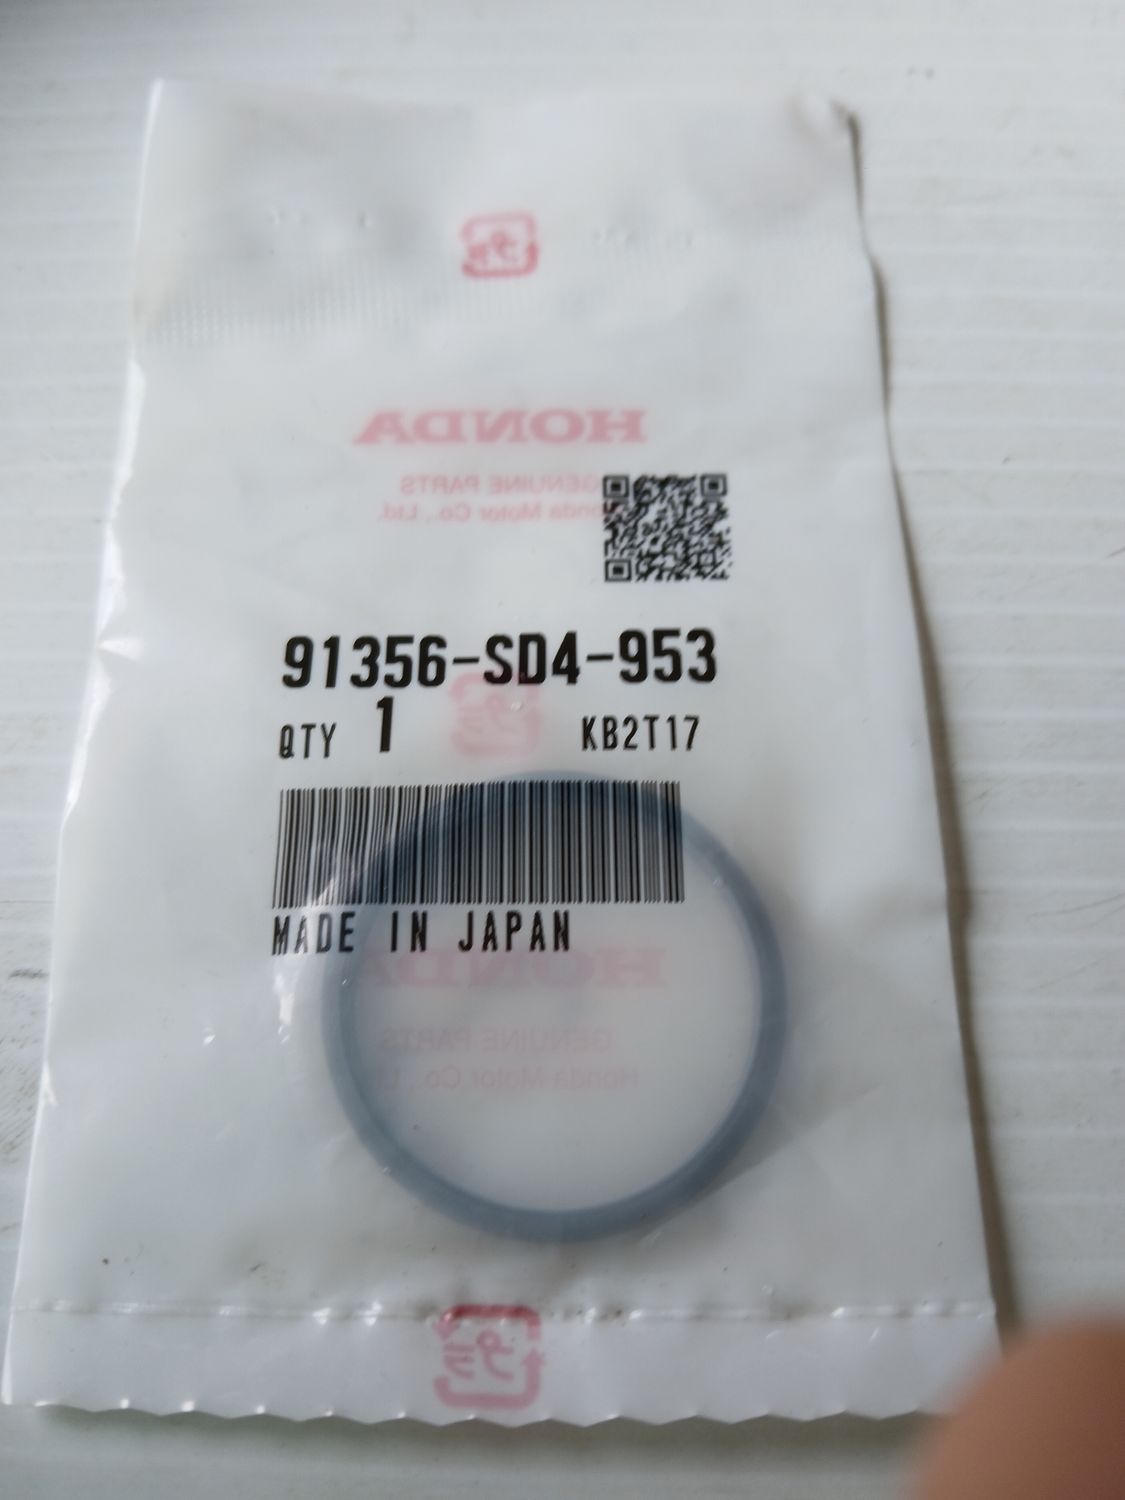 HONDA
GENUINE PARTS
Honda Motor Co., Ltd.
91356-SD4-953
QTY 1 KB2T17
MADE IN JAPAN
HONDA
GENUINE PARTS
Honda Motor Co., Ltd.